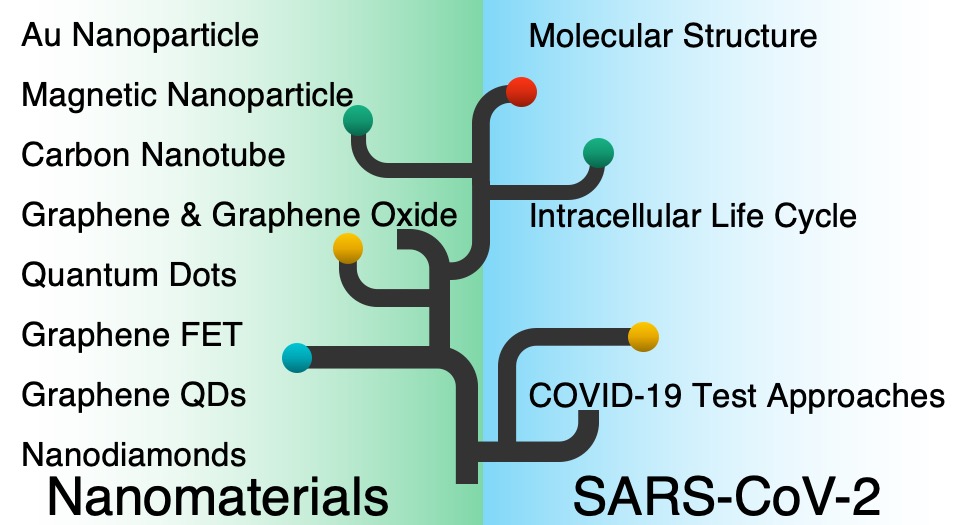 Au Nanoparticle
Magnetic Nanoparticle
Carbon Nanotube
Graphene & Graphene Oxide
Quantum Dots
Graphene FET
Graphene QDs
Nanodiamonds
Nanomaterials
Molecular Structure
Intracellular Life Cycle
COVID-19 Test Approaches
SARS-CoV-2